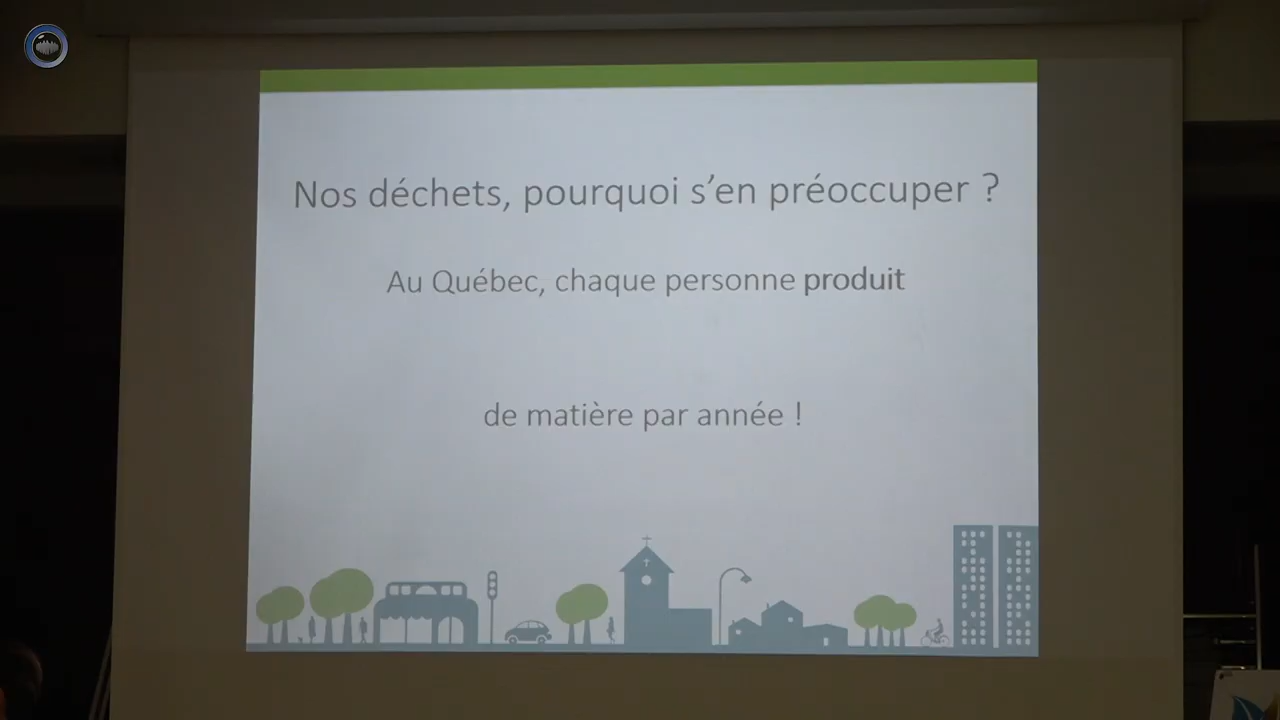 Nos déchets, pourquoi s'en préoccuper ?
Au Québec, chaque personne produit
de matière par année !